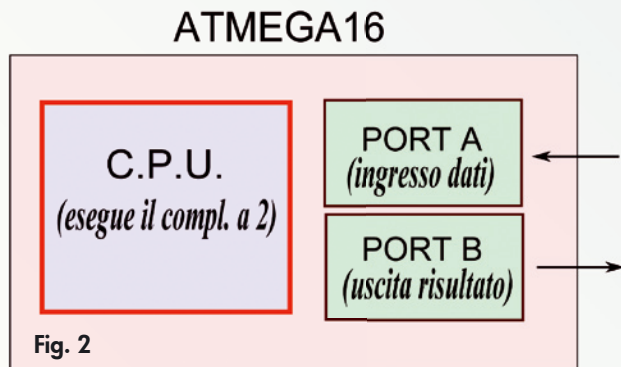 ATMEGA16
C.P.U.
(esegue il compl. a 2)
PORT A
(ingresso dati)
PORT B
(uscita risultato)
Fig. 2